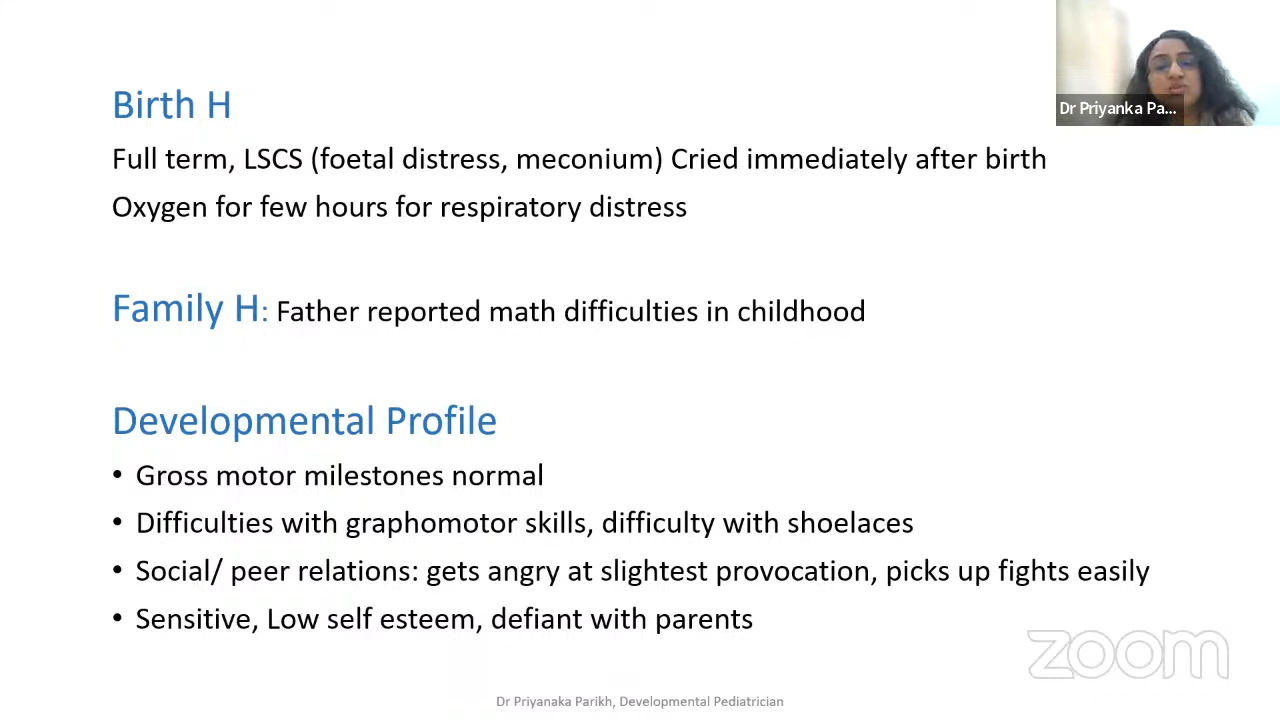 Dr Priyanka Pa...
Birth H
Full term, LSCS (foetal distress, meconium) Cried immediately after birth
Oxygen for few hours for respiratory distress
Family H: Father reported math difficulties in childhood
Developmental Profile
• Gross motor milestones normal
• Difficulties with graphomotor skills, difficulty with shoelaces
• Social/ peer relations: gets angry at slightest provocation, picks up fights easily
• Sensitive, Low self esteem, defiant with parents
zoom
Dr Priyanaka Parikh, Developmental Pediatrician